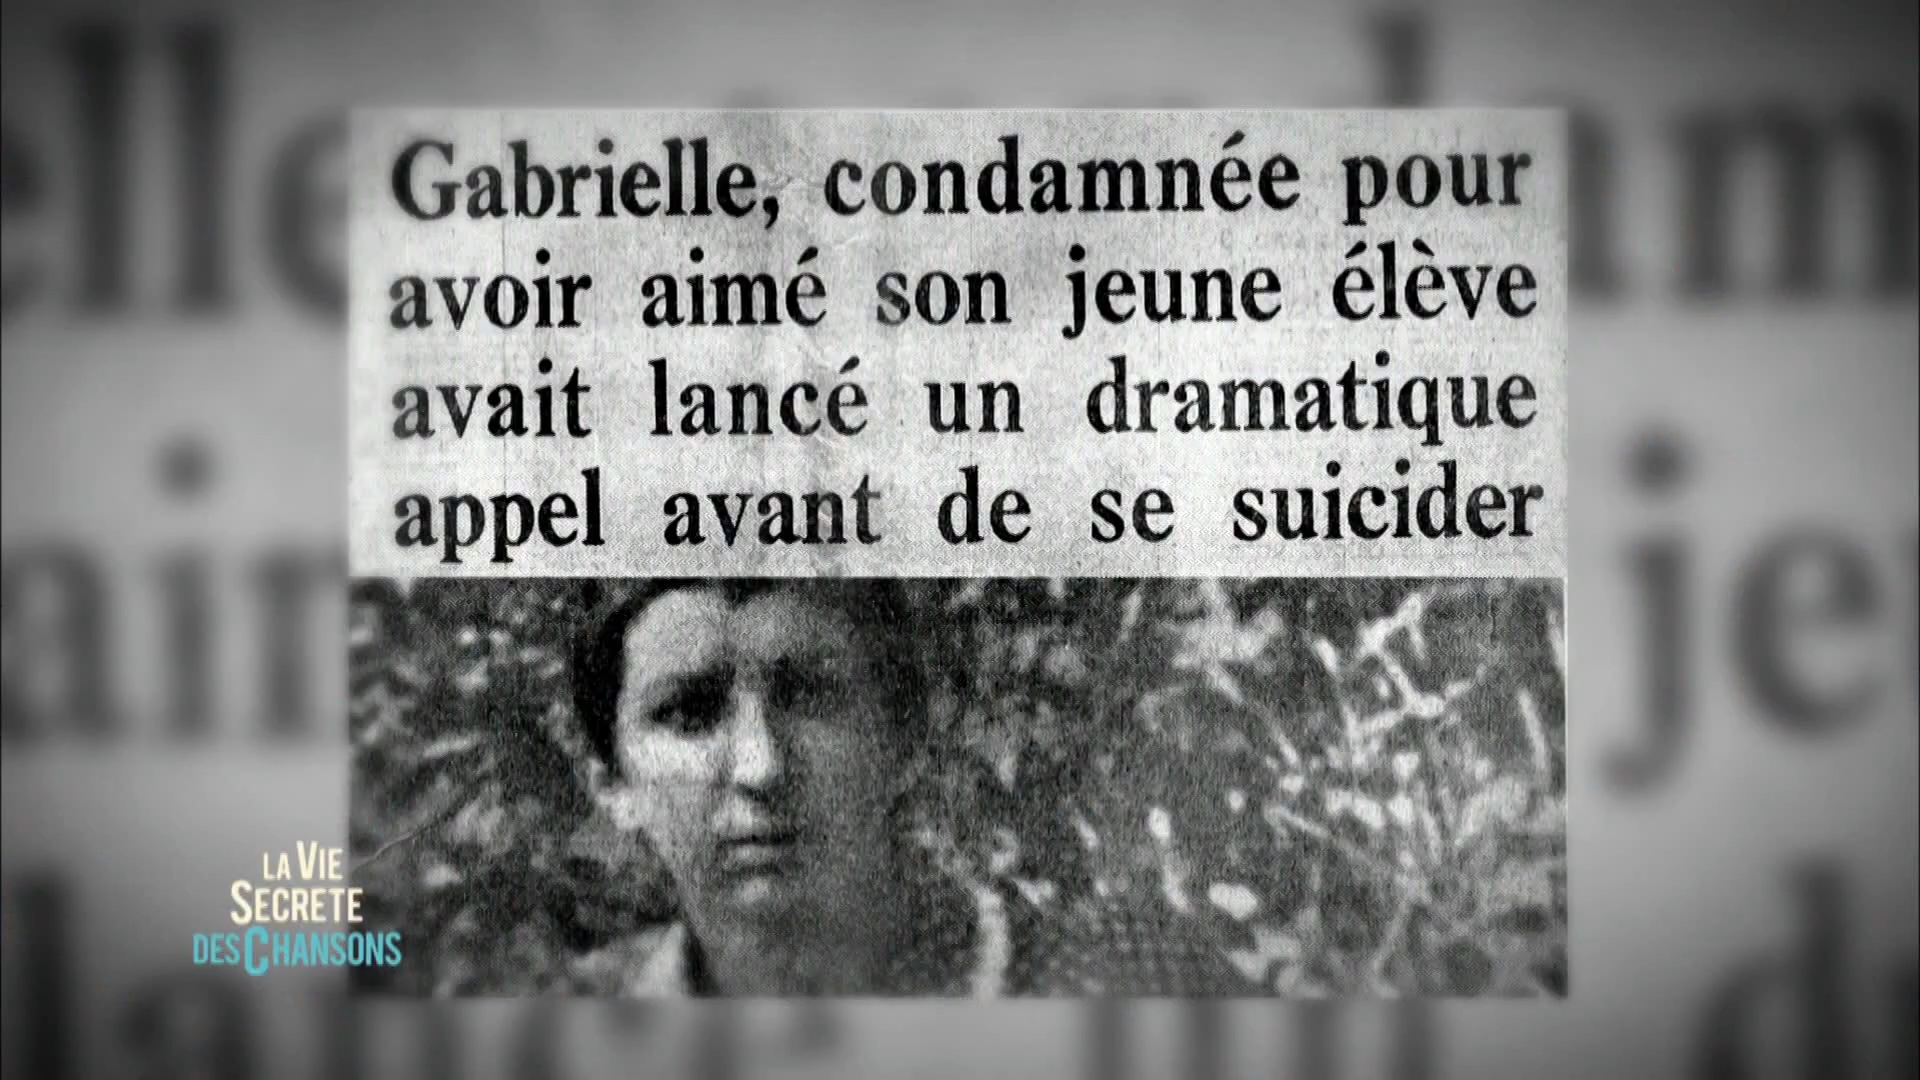 Gabrielle, condamnée pour
avoir aimé son jeune élève
avait lancé un dramatique
appel avant de se suicider
LA VIE
SECRETE
DES CHANSONS